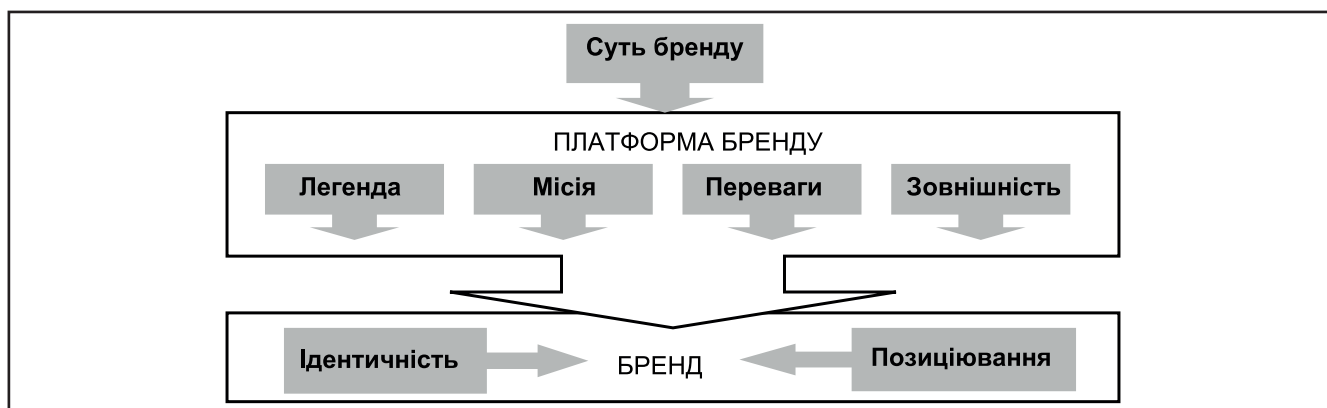 Суть бренду
ПЛАТФОРМА БРЕНДУ
Легенда Місія Переваги Зовнішність
Ідентичність БРЕНД Позиціювання